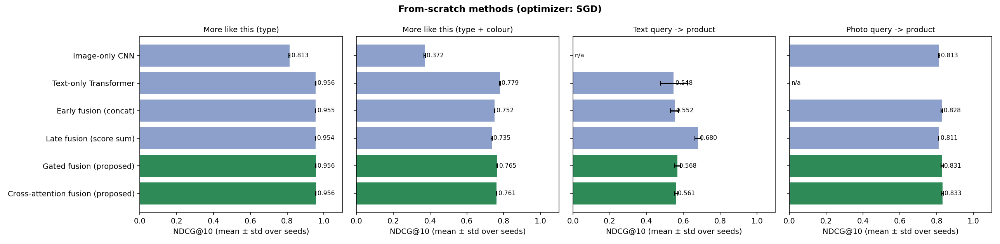 From-scratch methods (optimizer: SGD)
More like this (type)
More like this (type + colour)
Text query -> product
Photo query -> product
Image-only CNN
Text-only Transformer
Early fusion (concat)
Late fusion (score sum)
Gated fusion (proposed)
Cross-attention fusion (proposed)
0.813
0.956
0.955
0.954
0.956
0.956
0.0 0.2 0.4 0.6 0.8 1.0
NDCG@10 (mean ± std over seeds)
0.372
0.779
0.752
0.735
0.765
0.761
0.0 0.2 0.4 0.6 0.8 1.0
NDCG@10 (mean ± std over seeds)
n/a
0.548
0.552
0.680
0.568
0.561
0.0 0.2 0.4 0.6 0.8 1.0
NDCG@10 (mean ± std over seeds)
0.813
n/a
0.828
0.811
0.831
0.833
0.0 0.2 0.4 0.6 0.8 1.0
NDCG@10 (mean ± std over seeds)